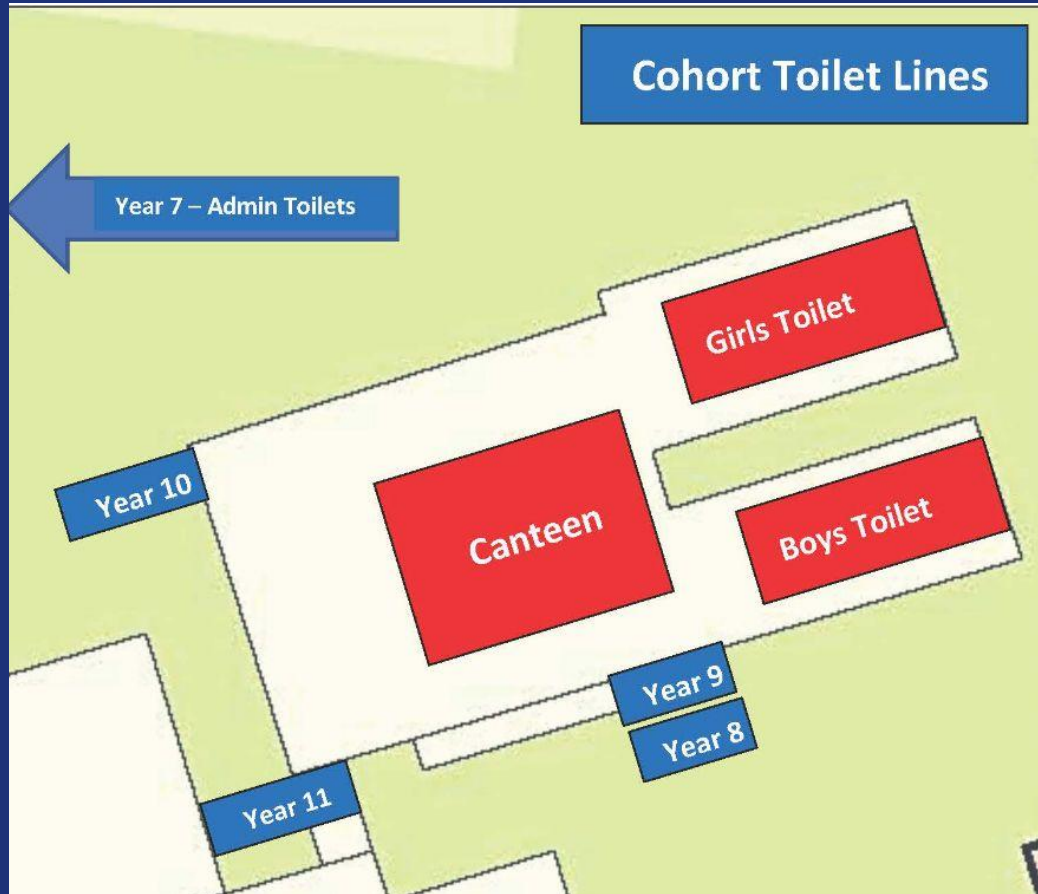 Cohort Toilet Lines
Year 7 – Admin Toilets
Girls Toilet
Year 10
Canteen
Boys Toilet
Year 9
Year 8
Year 11